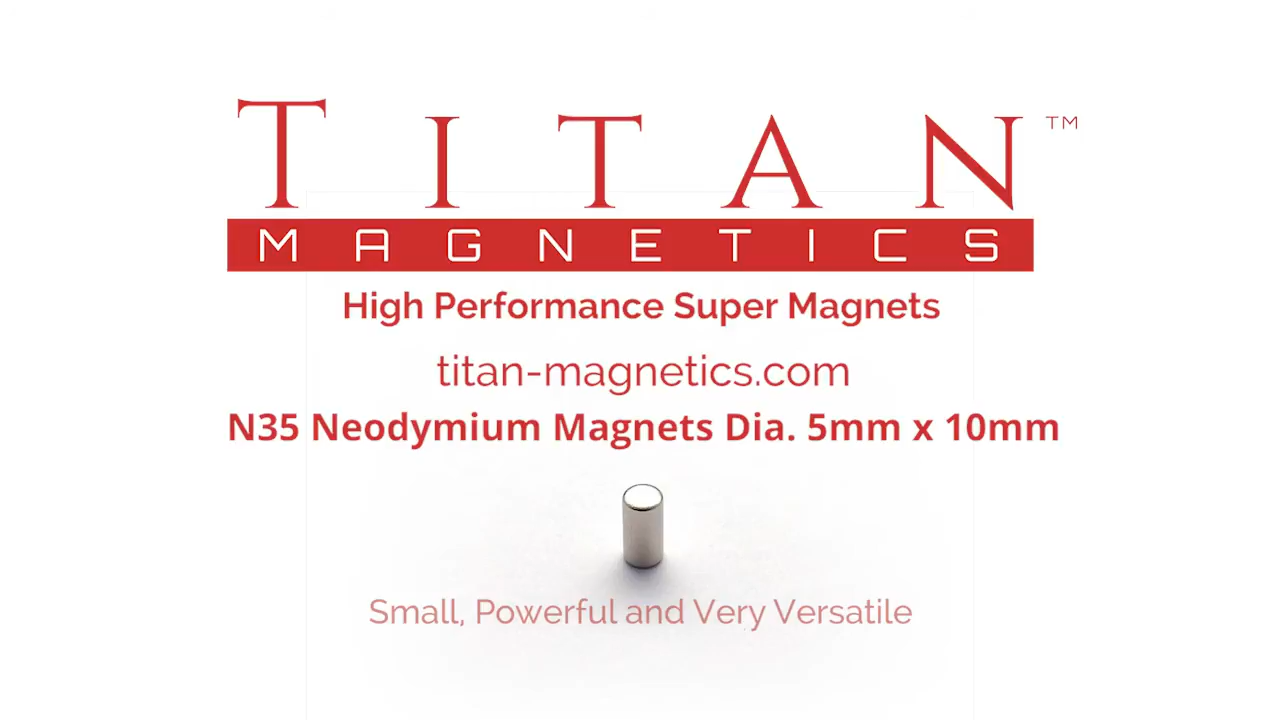 TITAN™
MAGNETICS
High Performance Super Magnets
titan-magnetics.com
N35 Neodymium Magnets Dia. 5mm x 10mm
Small, Powerful and Very Versatile